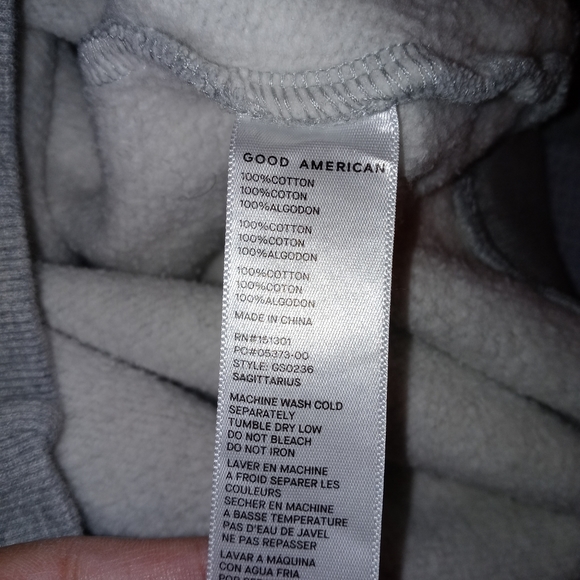 GOOD AMERICAN
100%COTTON
100%COTON
100%ALGODON
100%COTTON
100%COTON
100%ALGODON
100%COTTON
100%COTON
100%ALGODON
MADE IN CHINA
RN#151301
PO#05373-00
STYLE: GS0236
SAGITTARIUS
MACHINE WASH COLD
SEPARATELY
TUMBLE DRY LOW
DO NOT BLEACH
DO NOT IRON
LAVER EN MACHINE
A FROID SEPARER LES
COULEURS
SECHER EN MACHINE
A BASSE TEMPERATURE
PAS D'EAU DE JAVEL
NE PAS REPASSER
LAVAR A MÁQUINA
CON AGUA FRIA